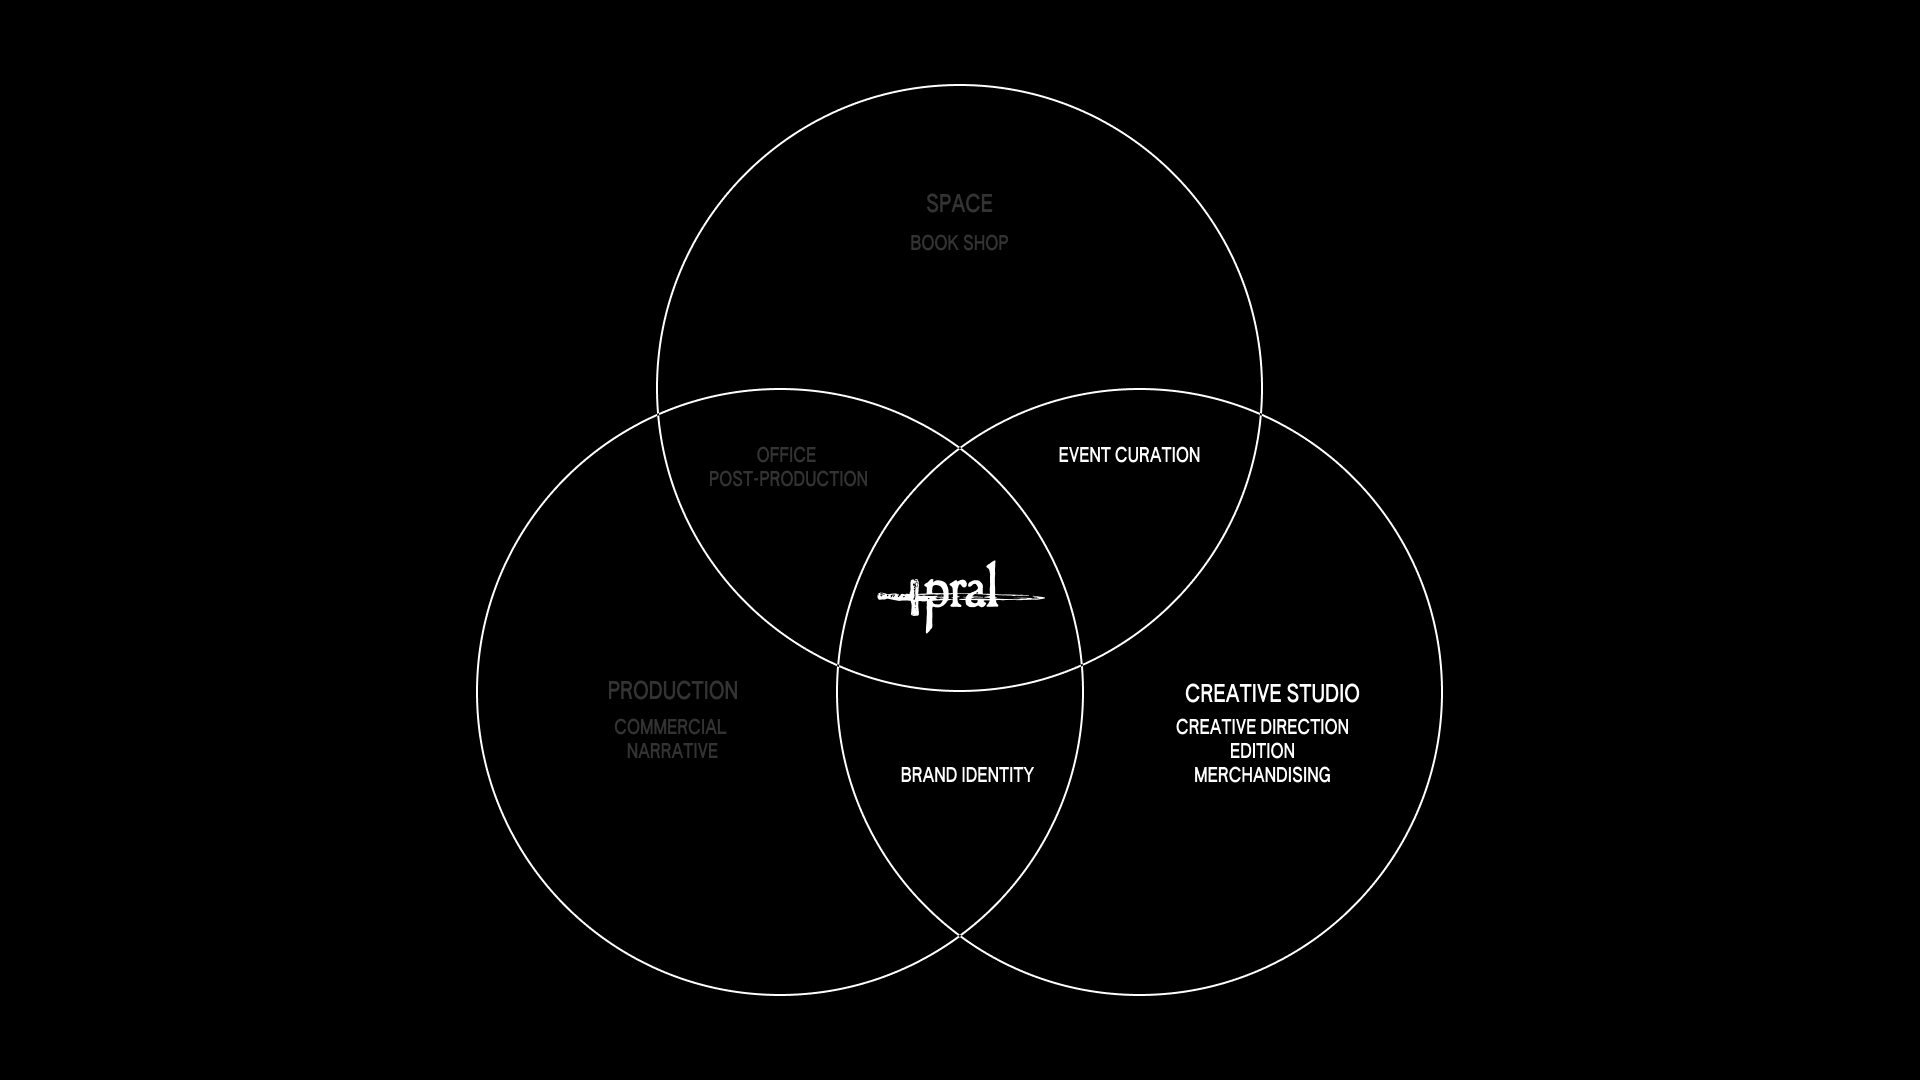 SPACE
BOOK SHOP
OFFICE
POST-PRODUCTION
EVENT CURATION
pral
PRODUCTION
COMMERCIAL
NARRATIVE
CREATIVE STUDIO
CREATIVE DIRECTION
EDITION
MERCHANDISING
BRAND IDENTITY